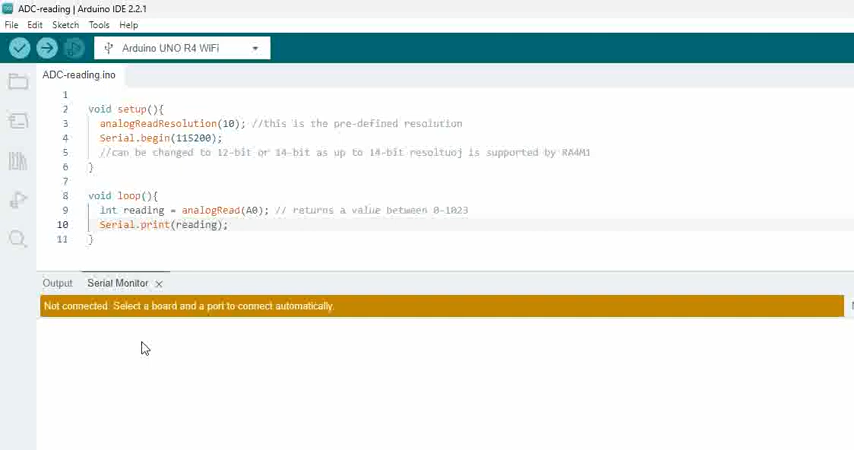 ADC-reading | Arduino IDE 2.2.1
File Edit Sketch Tools Help
Arduino UNO R4 WiFi
ADC-reading.ino
1
2 void setup(){
3 analogReadResolution(10); //this is the pre-defined resolution
4 Serial.begin(115200);
5 //can be changed to 12-bit or 14-bit as up to 14-bit resoltuoj is supported by RA4M1
6 }
7
8 void loop(){
9 int reading = analogRead(A0); // returns a value between 0-1023
10 Serial.print(reading);
11 }
Output Serial Monitor
Not connected. Select a board and a port to connect automatically.